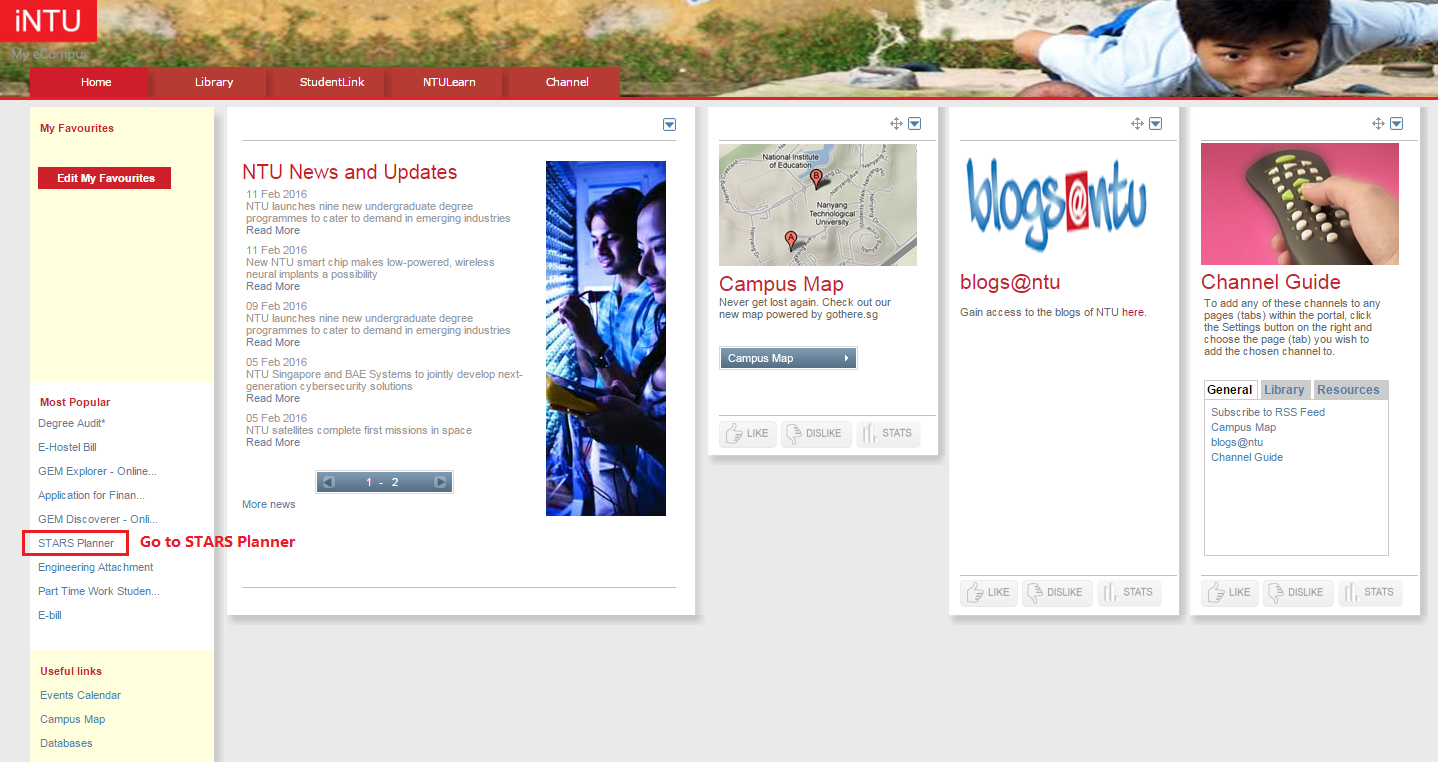 iNTU
My eCampus
Home
Library
StudentLink
NTULearn
Channel
My Favourites
Edit My Favourites
Most Popular
Degree Audit*
E-Hostel Bill
GEM Explorer - Online...
Application for Finan...
GEM Discoverer - Onli...
STARS Planner
Go to STARS Planner
Engineering Attachment
Part Time Work Studen...
E-bill
Useful links
Events Calendar
Campus Map
Databases
NTU News and Updates
11 Feb 2016
NTU launches nine new undergraduate degree
programmes to cater to demand in emerging industries
Read More
11 Feb 2016
New NTU smart chip makes low-powered, wireless
neural implants a possibility
Read More
09 Feb 2016
NTU launches nine new undergraduate degree
programmes to cater to demand in emerging industries
Read More
05 Feb 2016
NTU Singapore and BAE Systems to jointly develop next-
generation cybersecurity solutions
Read More
05 Feb 2016
NTU satellites complete first missions in space
Read More
1 - 2
More news
National Institute
of Education
B
Nanyang
Technological
University
A
Campus Map
Never get lost again. Check out our
new map powered by gothere.sg
Campus Map
LIKE
DISLIKE
STATS
blogs@ntu
blogs@ntu
Gain access to the blogs of NTU here.
LIKE
DISLIKE
STATS
Channel Guide
To add any of these channels to any
pages (tabs) within the portal, click
the Settings button on the right and
choose the page (tab) you wish to
add the chosen channel to.
General
Library
Resources
Subscribe to RSS Feed
Campus Map
blogs@ntu
Channel Guide
LIKE
DISLIKE
STATS